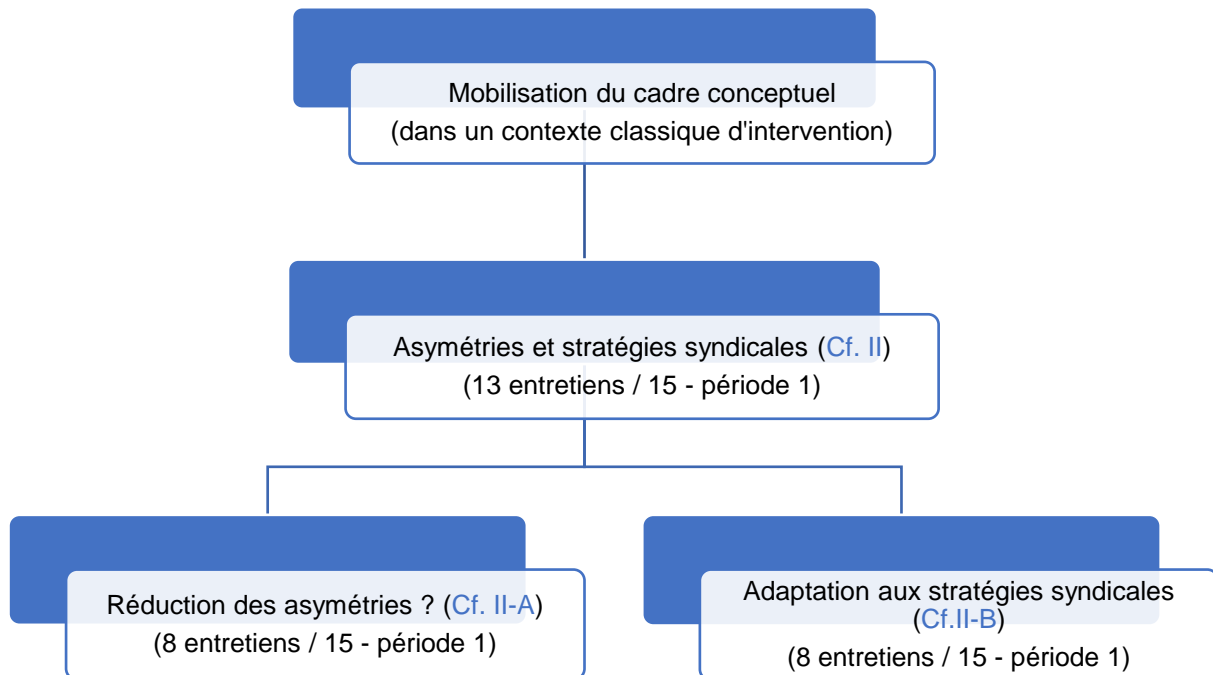 Mobilisation du cadre conceptuel
(dans un contexte classique d'intervention)
Asymétries et stratégies syndicales (Cf. II)
(13 entretiens / 15 - période 1)
Réduction des asymétries ? (Cf. II-A)
(8 entretiens / 15 - période 1)
Adaptation aux stratégies syndicales
(Cf.II-B)
(8 entretiens / 15 - période 1)